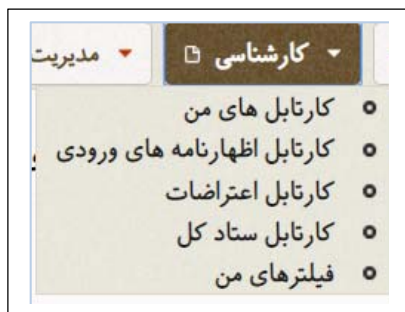 کارشناسی مدیریت
کارتابل های من
کارتابل اظهارنامه های ورودی
کارتابل اعتراضات
کارتابل ستاد کل
فیلترهای من